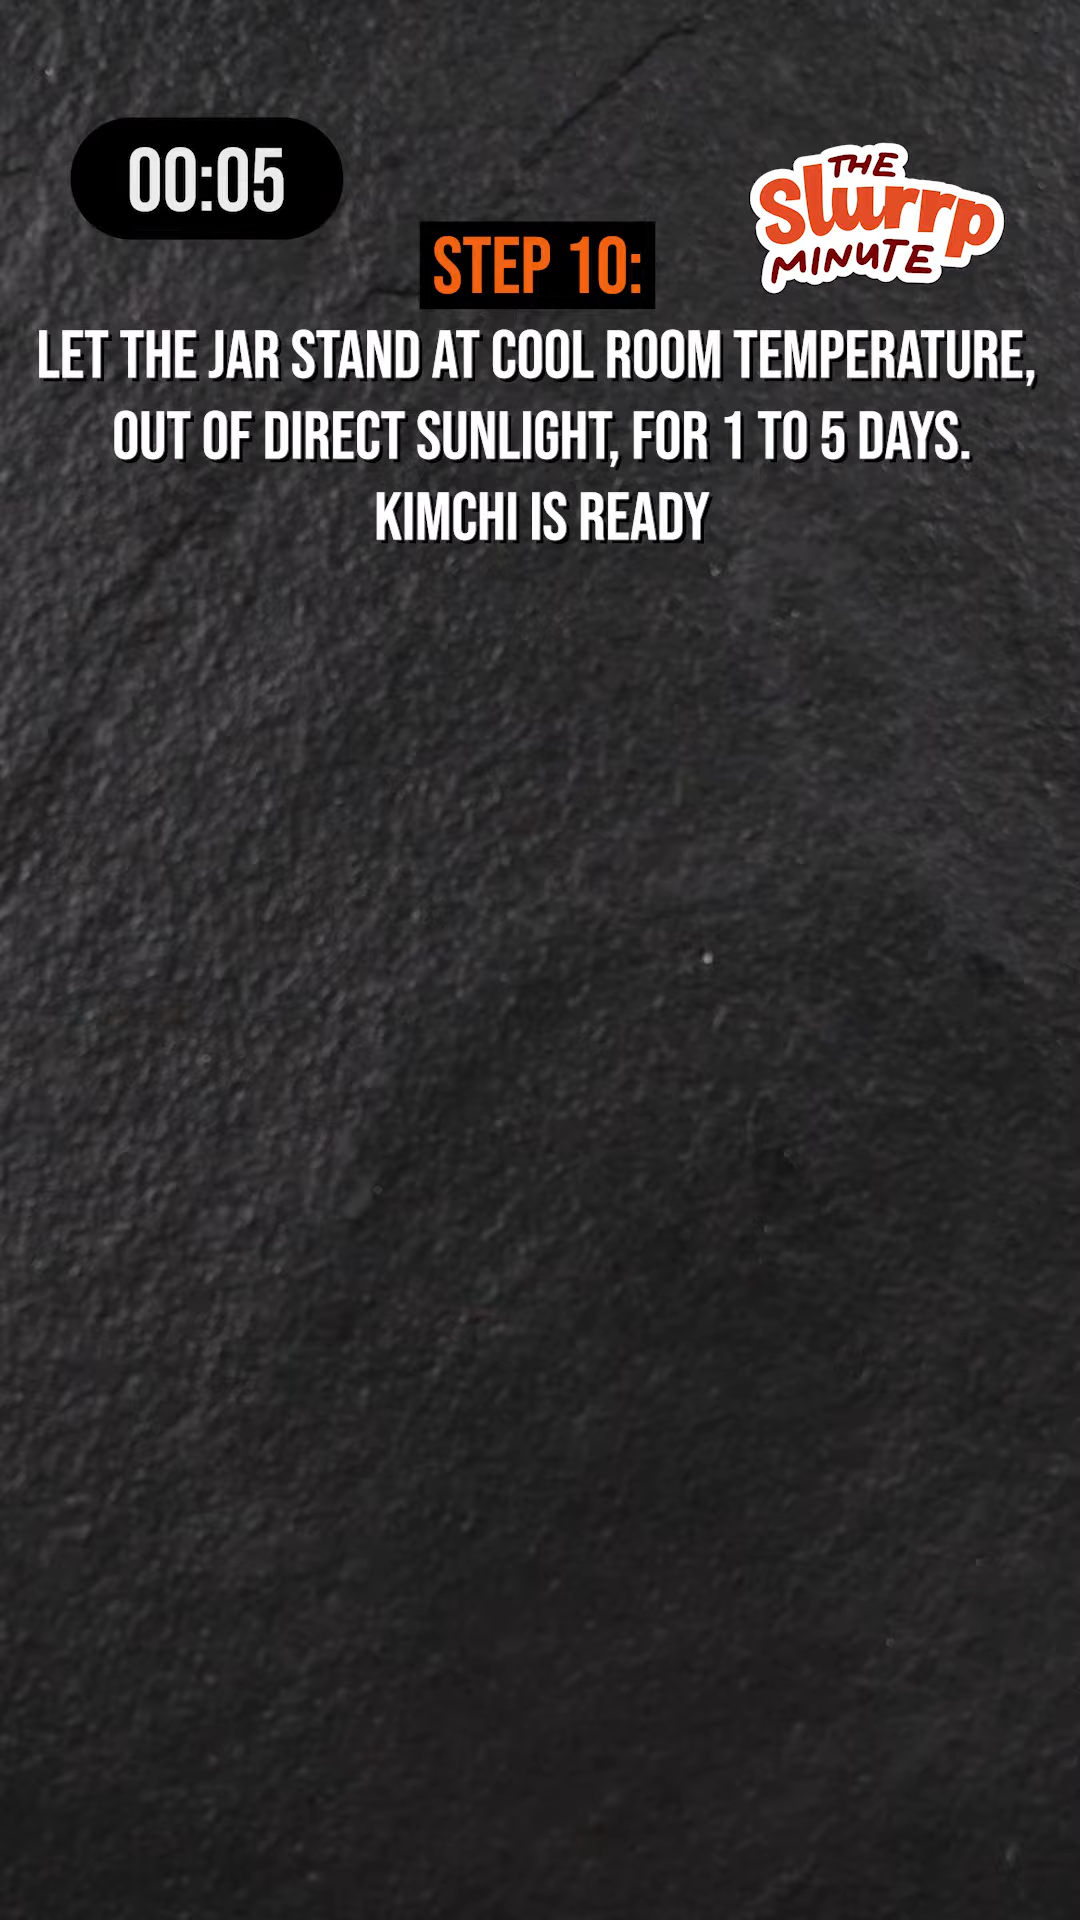 00:05
THE
Slurrp
MINUTE
STEP 10:
LET THE JAR STAND AT COOL ROOM TEMPERATURE,
OUT OF DIRECT SUNLIGHT, FOR 1 TO 5 DAYS.
KIMCHI IS READY